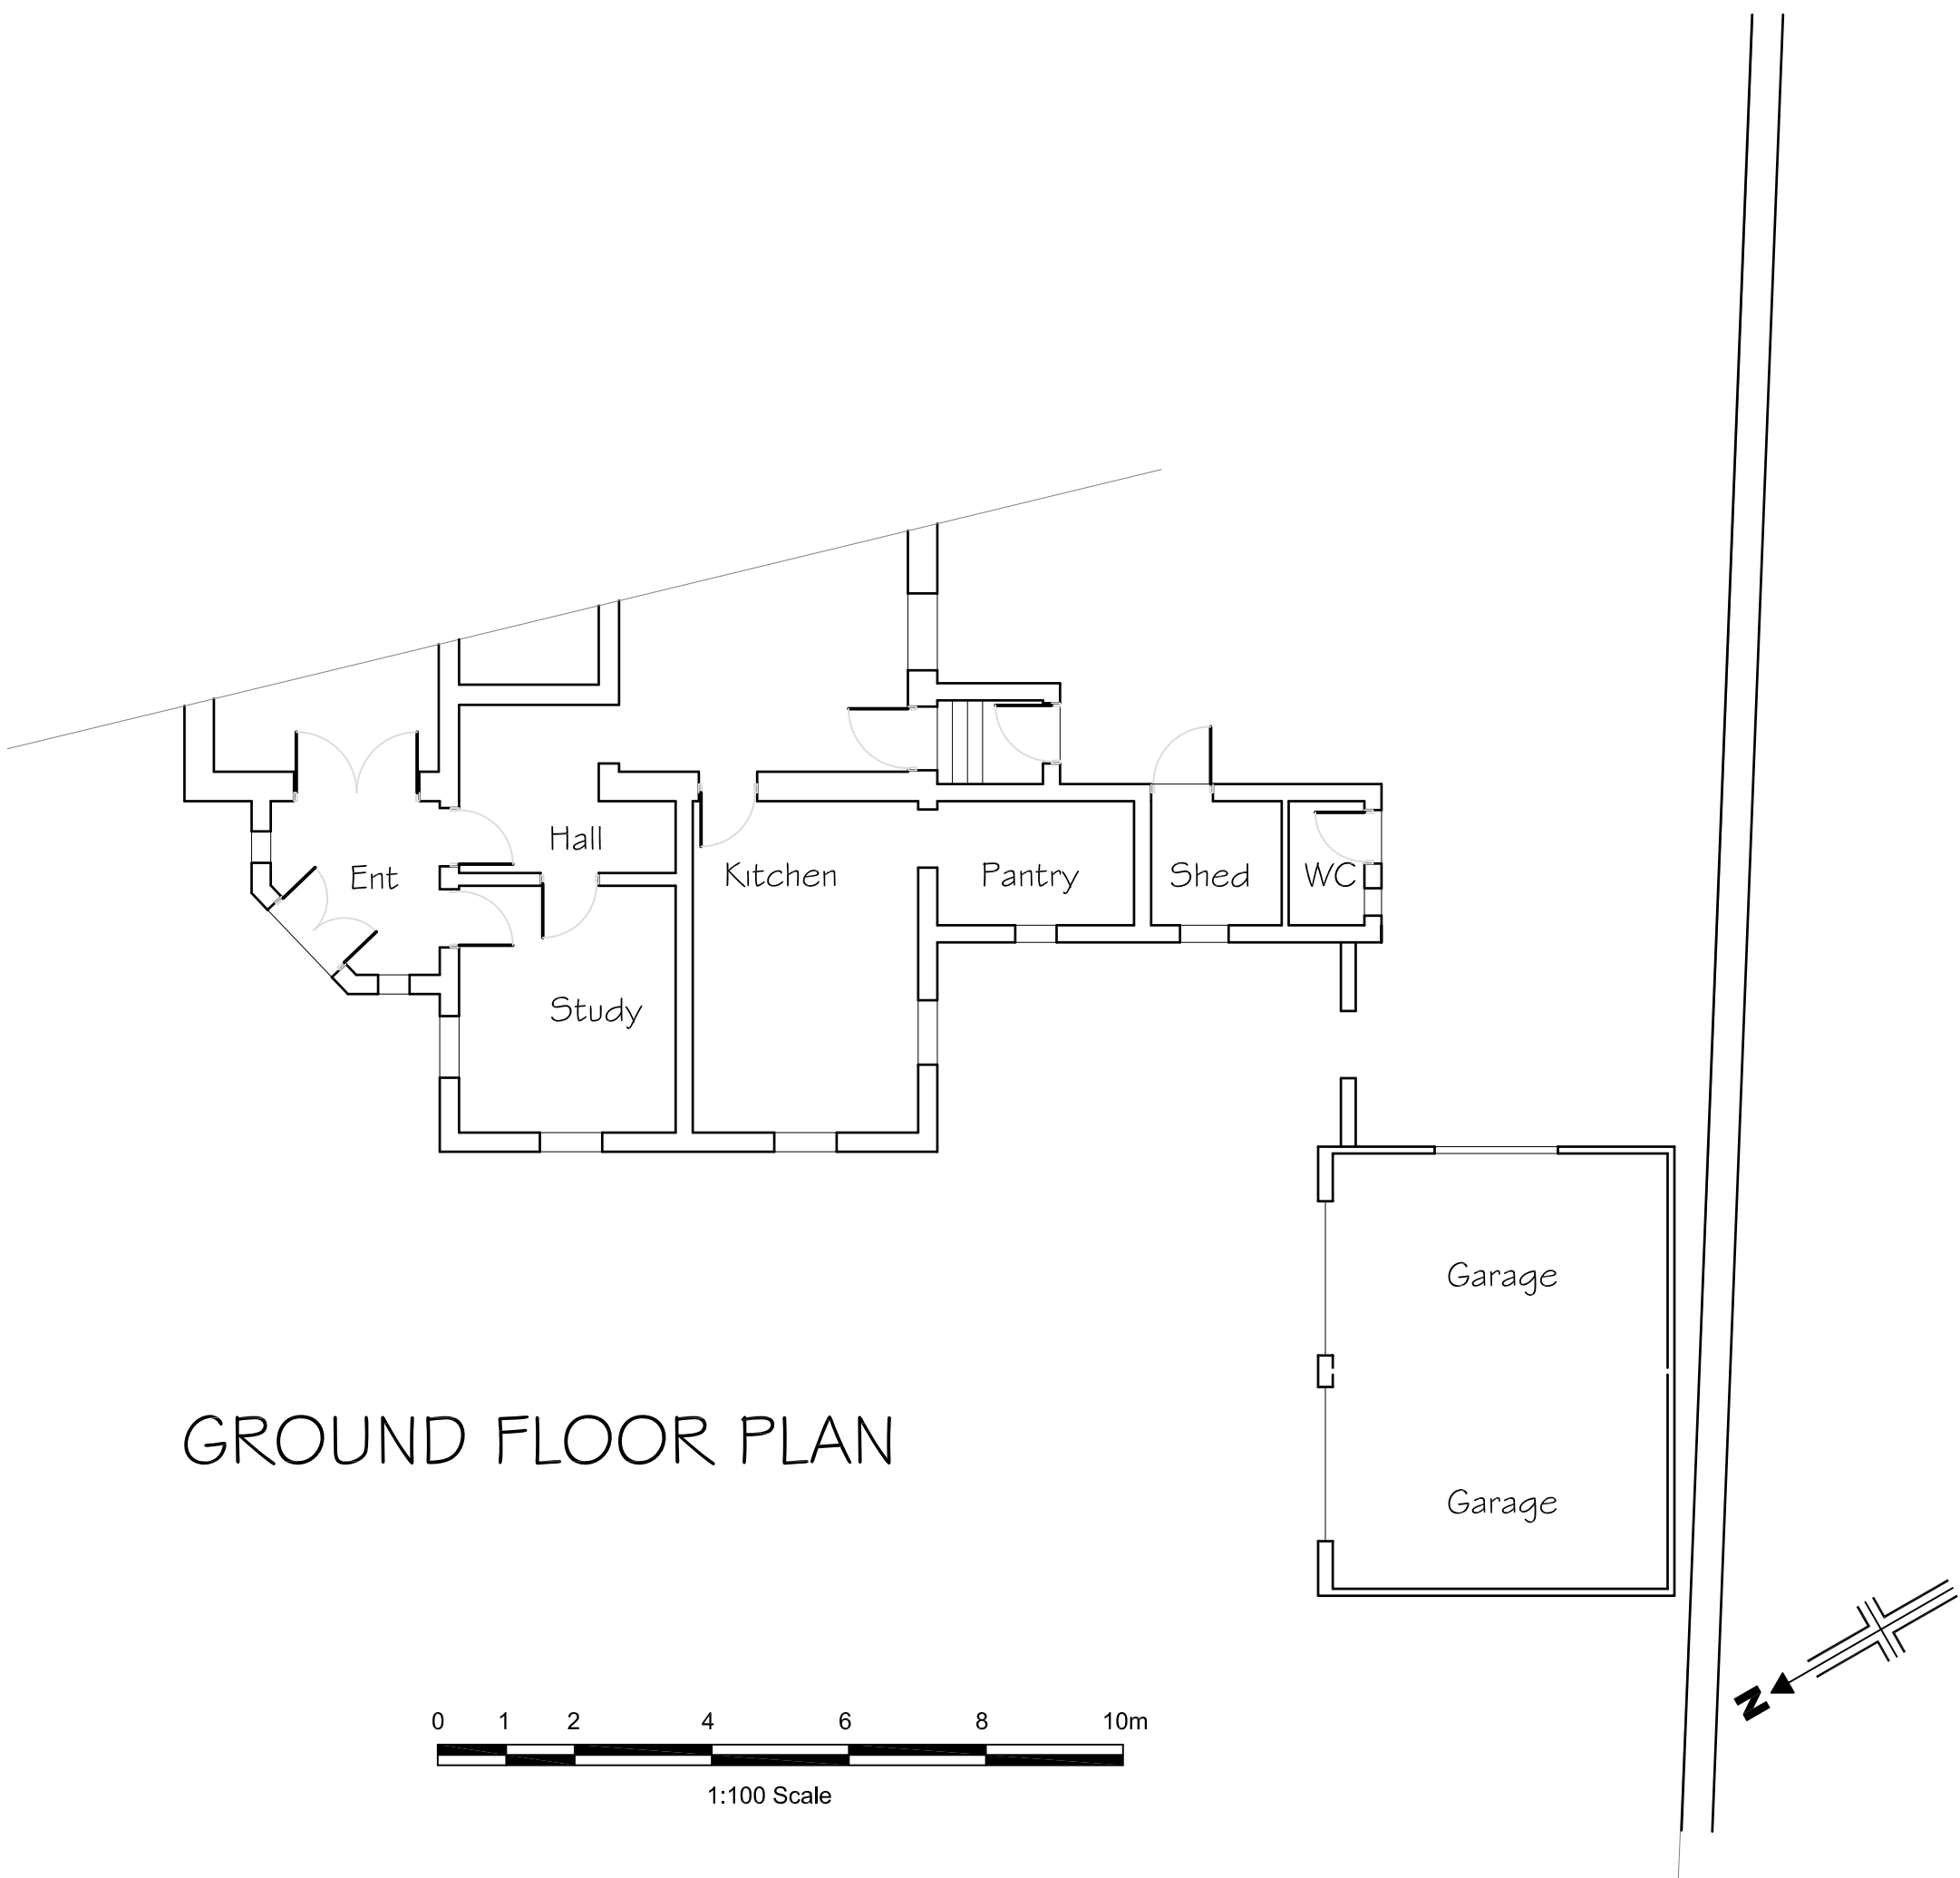 Hall
Ent
Kitchen
Pantry
Shed
WC
Study
Garage
GROUND FLOOR PLAN
Garage
N
0 1 2 4 6 8 10m
1:100 Scale